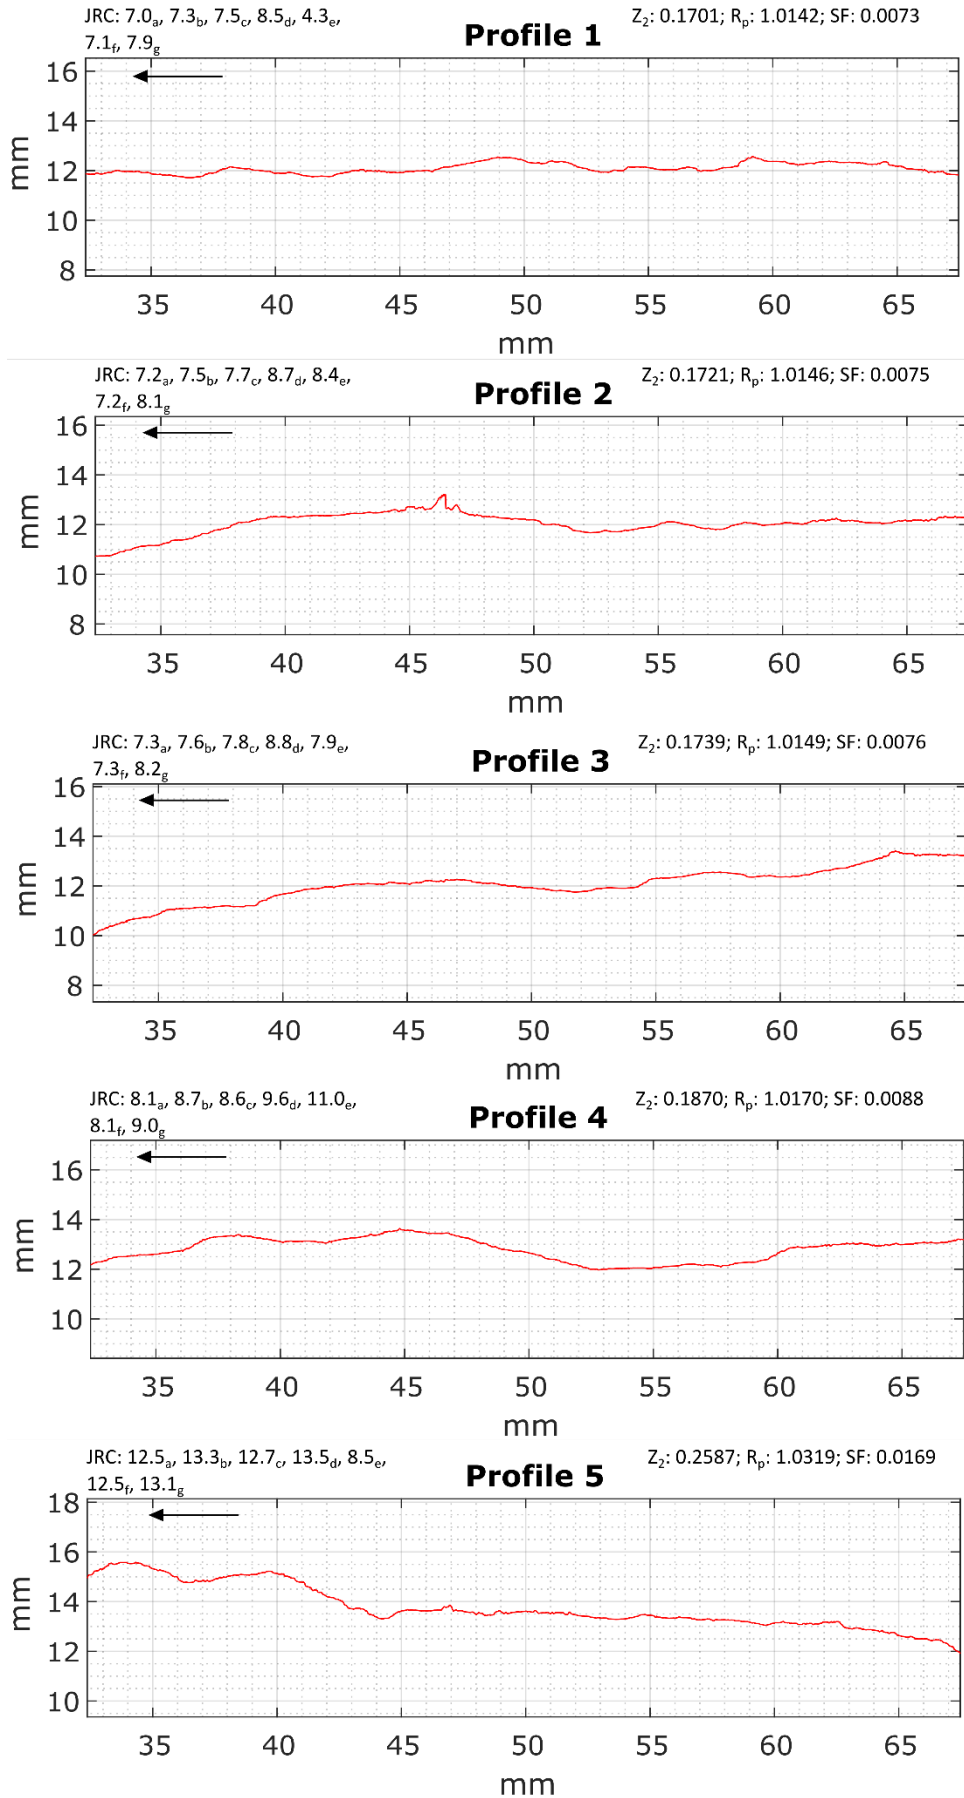 JRC: 7.0a, 7.3b, 7.5c, 8.5d, 4.3e,
7.1f, 7.9g
Profile 1
Z2: 0.1701; Rp: 1.0142; SF: 0.0073
16
14
12
10
8
mm
35 40 45 50 55 60 65
mm
JRC: 7.2a, 7.5b, 7.7c, 8.7d, 8.4e,
7.2f, 8.1g
Profile 2
Z2: 0.1721; Rp: 1.0146; SF: 0.0075
16
14
12
10
8
mm
35 40 45 50 55 60 65
mm
JRC: 7.3a, 7.6b, 7.8c, 8.8d, 7.9e,
7.3f, 8.2g
Profile 3
Z2: 0.1739; Rp: 1.0149; SF: 0.0076
16
14
12
10
8
mm
35 40 45 50 55 60 65
mm
JRC: 8.1a, 8.7b, 8.6c, 9.6d, 11.0e,
8.1f, 9.0g
Profile 4
Z2: 0.1870; Rp: 1.0170; SF: 0.0088
16
14
12
10
mm
35 40 45 50 55 60 65
mm
JRC: 12.5a, 13.3b, 12.7c, 13.5d, 8.5e,
12.5f, 13.1g
Profile 5
Z2: 0.2587; Rp: 1.0319; SF: 0.0169
18
16
14
12
10
mm
35 40 45 50 55 60 65
mm